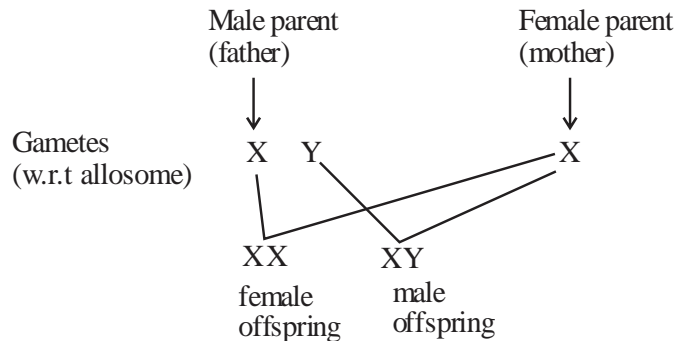 Male parent
(father)
Female parent
(mother)
Gametes
(w.r.t allosome)
X Y X
XX XY
female
offspring
male
offspring